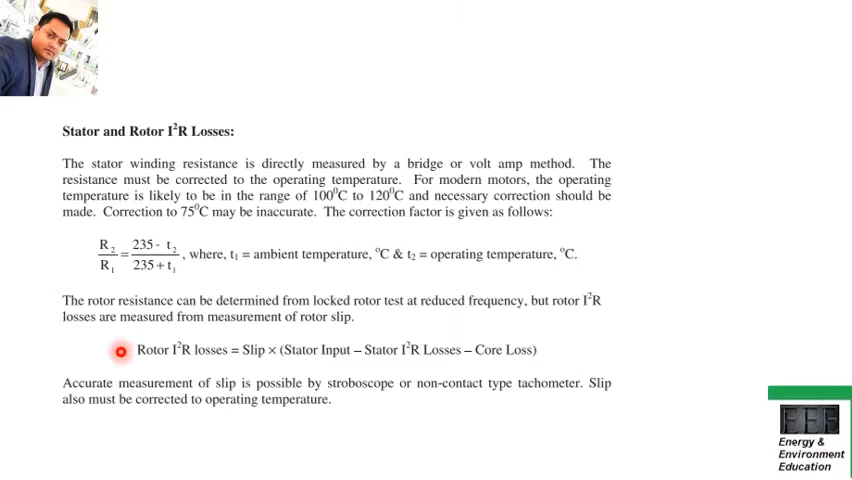 Stator and Rotor I²R Losses:
The stator winding resistance is directly measured by a bridge or volt amp method. The
resistance must be corrected to the operating temperature. For modern motors, the operating
temperature is likely to be in the range of 100⁰C to 120⁰C and necessary correction should be
made. Correction to 75⁰C may be inaccurate. The correction factor is given as follows:
R₂/R₁ = (235 - t₂)/(235 + t₁), where, t₁ = ambient temperature, ᵒC & t₂ = operating temperature, ᵒC.
The rotor resistance can be determined from locked rotor test at reduced frequency, but rotor I²R
losses are measured from measurement of rotor slip.
Rotor I²R losses = Slip × (Stator Input – Stator I²R Losses – Core Loss)
Accurate measurement of slip is possible by stroboscope or non-contact type tachometer. Slip
also must be corrected to operating temperature.
EEE
Energy &
Environment
Education